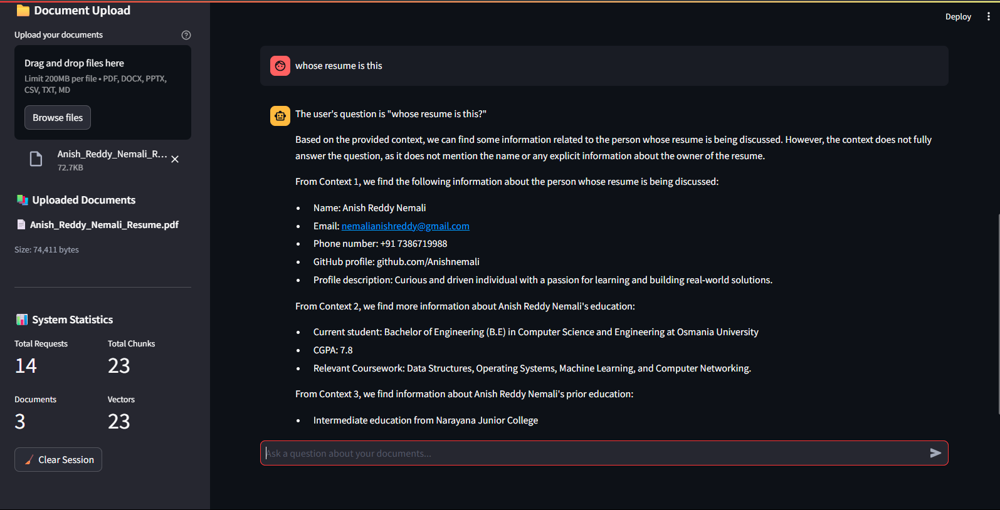 Document Upload
Upload your documents
Drag and drop files here
Limit 200MB per file • PDF, DOCX, PPTX,
CSV, TXT, MD
Browse files
Anish_Reddy_Nemali_R...
72.7KB
Uploaded Documents
Anish_Reddy_Nemali_Resume.pdf
Size: 74,411 bytes
System Statistics
Total Requests
Total Chunks
14
23
Documents
Vectors
3
23
Clear Session
Deploy
whose resume is this
The user's question is "whose resume is this?"
Based on the provided context, we can find some information related to the person whose resume is being discussed. However, the context does not fully
answer the question, as it does not mention the name or any explicit information about the owner of the resume.
From Context 1, we find the following information about the person whose resume is being discussed:
• Name: Anish Reddy Nemali
• Email: nemalianishreddy@gmail.com
• Phone number: +91 7386719988
• GitHub profile: github.com/Anishnemali
• Profile description: Curious and driven individual with a passion for learning and building real-world solutions.
From Context 2, we find more information about Anish Reddy Nemali's education:
• Current student: Bachelor of Engineering (B.E) in Computer Science and Engineering at Osmania University
• CGPA: 7.8
• Relevant Coursework: Data Structures, Operating Systems, Machine Learning, and Computer Networking.
From Context 3, we find information about Anish Reddy Nemali's prior education:
• Intermediate education from Narayana Junior College
Ask a question about your documents...